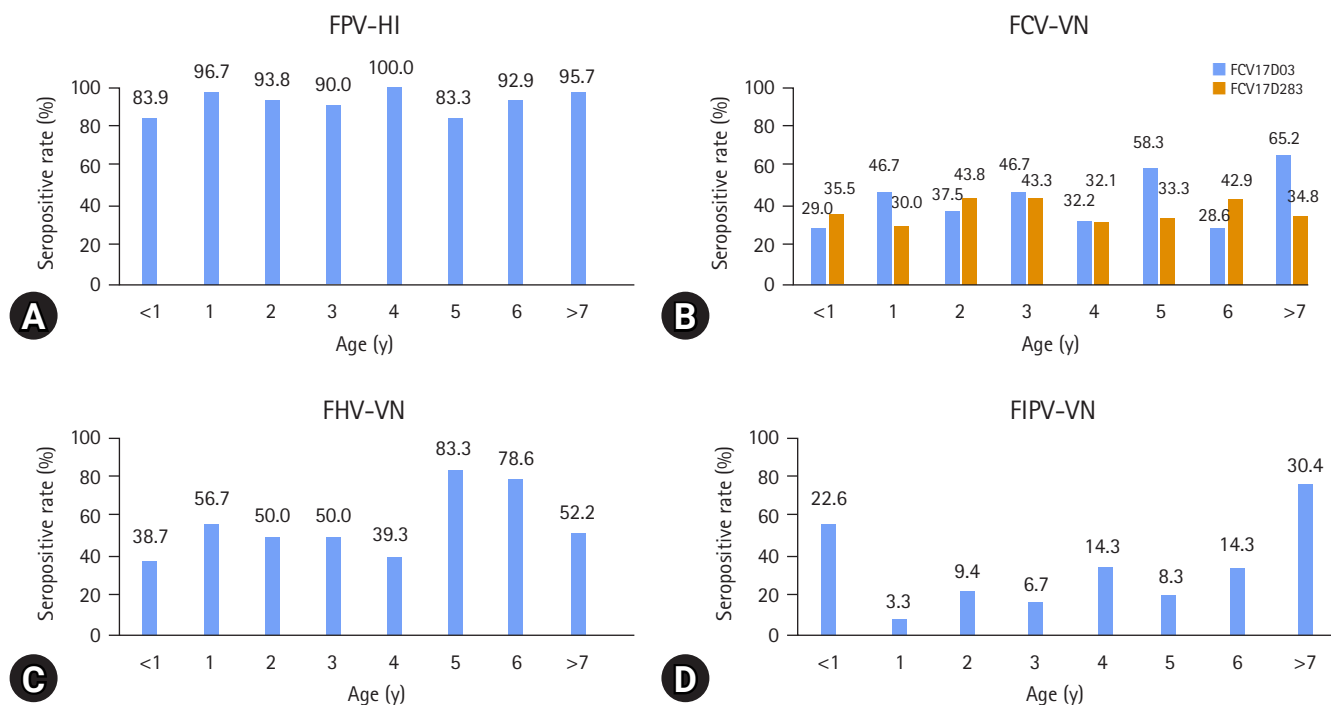 FPV-HI
Seropositive rate (%)
100
80
60
40
20
0
83.9
96.7
93.8
90.0
100.0
83.3
92.9
95.7
<1 1 2 3 4 5 6 >7
Age (y)
A
FCV-VN
FCV17D03
FCV17D283
Seropositive rate (%)
100
80
60
40
20
0
29.0 35.5
46.7 30.0
37.5 43.8
46.7 43.3
32.2 32.1
58.3 33.3
28.6 42.9
65.2 34.8
<1 1 2 3 4 5 6 >7
Age (y)
B
FHV-VN
Seropositive rate (%)
100
80
60
40
20
0
38.7
56.7
50.0
50.0
39.3
83.3
78.6
52.2
<1 1 2 3 4 5 6 >7
Age (y)
C
FIPV-VN
Seropositive rate (%)
100
80
60
40
20
0
22.6
3.3
9.4
6.7
14.3
8.3
14.3
30.4
<1 1 2 3 4 5 6 >7
Age (y)
D